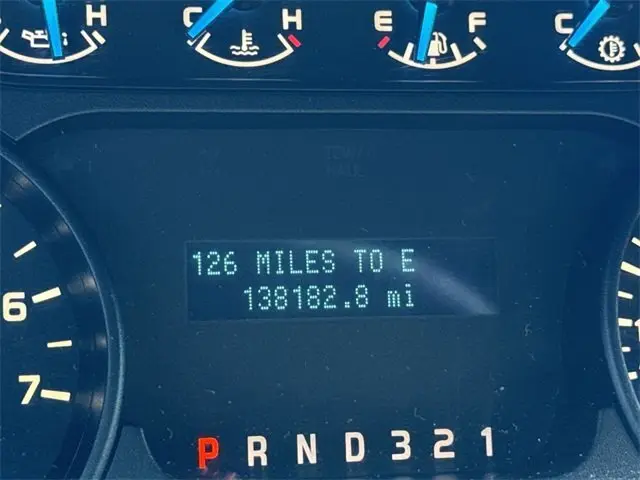 H C H E F C
126 MILES TO E
138182.8 mi
6
7
P R N D 3 2 1